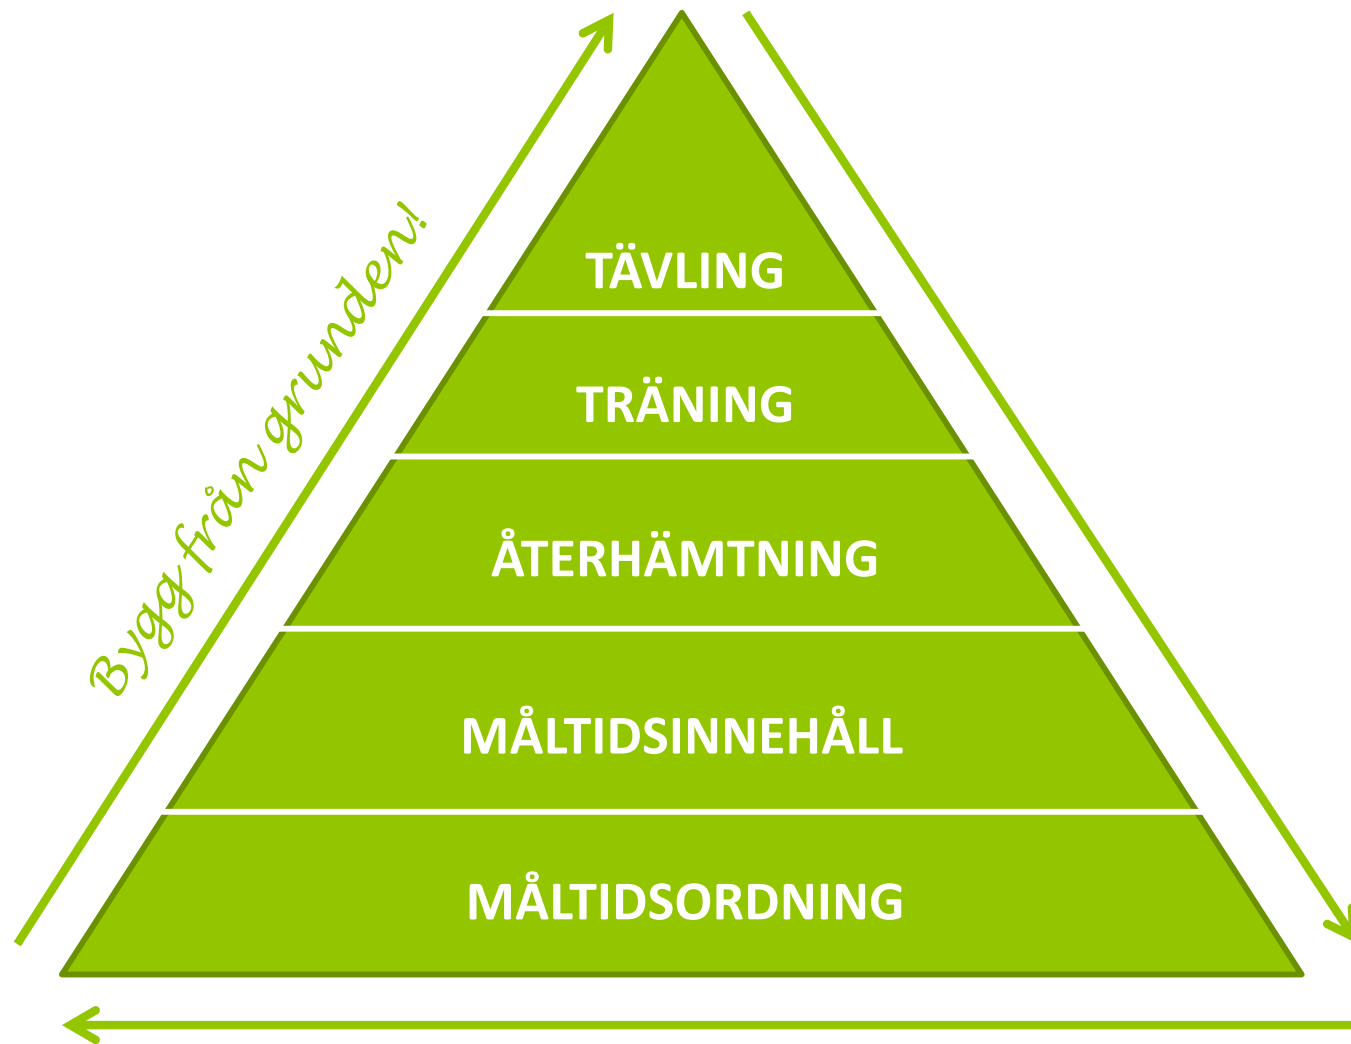 Bygg från grunden!
TÄVLING
TRÄNING
ÅTERHÄMTNING
MÅLTIDSINNEHÅLL
MÅLTIDSORDNING